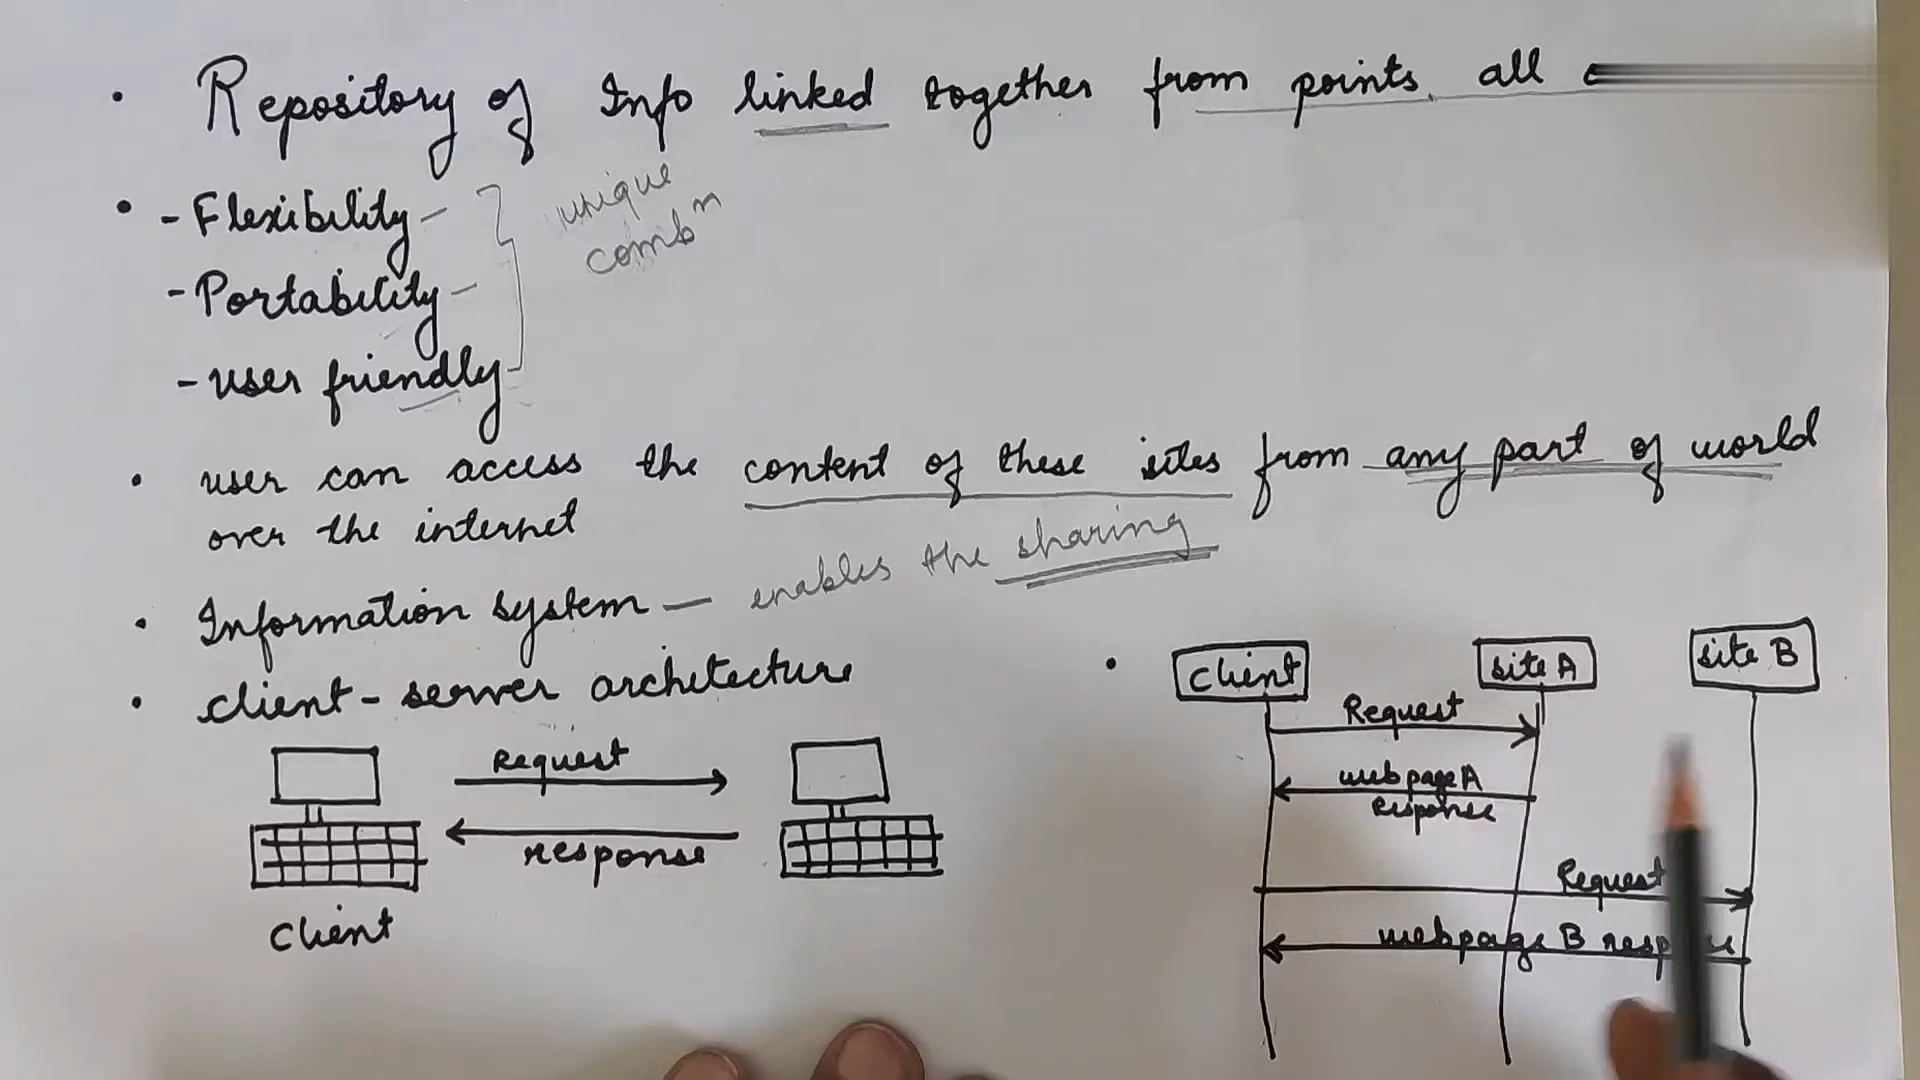 • Repository of Info linked together from points all
• - Flexibility -
unique
combⁿ
- Portability -
- user friendly
• user can access the content of these sites from any part of world
over the internet
• Information system — enables the sharing
• client - server architecture
Request
response
Client
• Client
site A
site B
Request
webpage A
Response
Request
webpage B